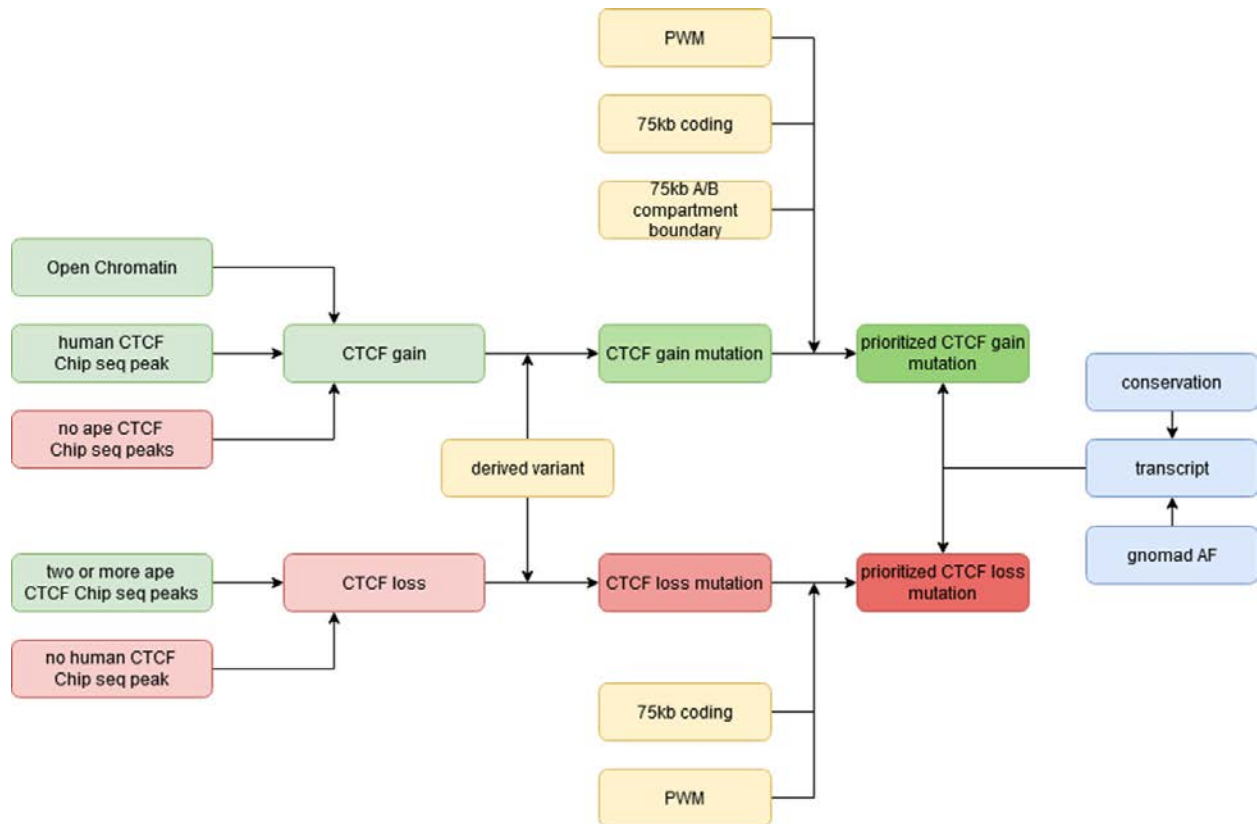 PWM
75kb coding
75kb A/B
compartment
boundary
Open Chromatin
human CTCF
Chip seq peak
CTCF gain
CTCF gain mutation
prioritized CTCF gain
mutation
conservation
no ape CTCF
Chip seq peaks
derived variant
transcript
two or more ape
CTCF Chip seq peaks
CTCF loss
CTCF loss mutation
prioritized CTCF loss
mutation
gnomad AF
no human CTCF
Chip seq peak
75kb coding
PWM